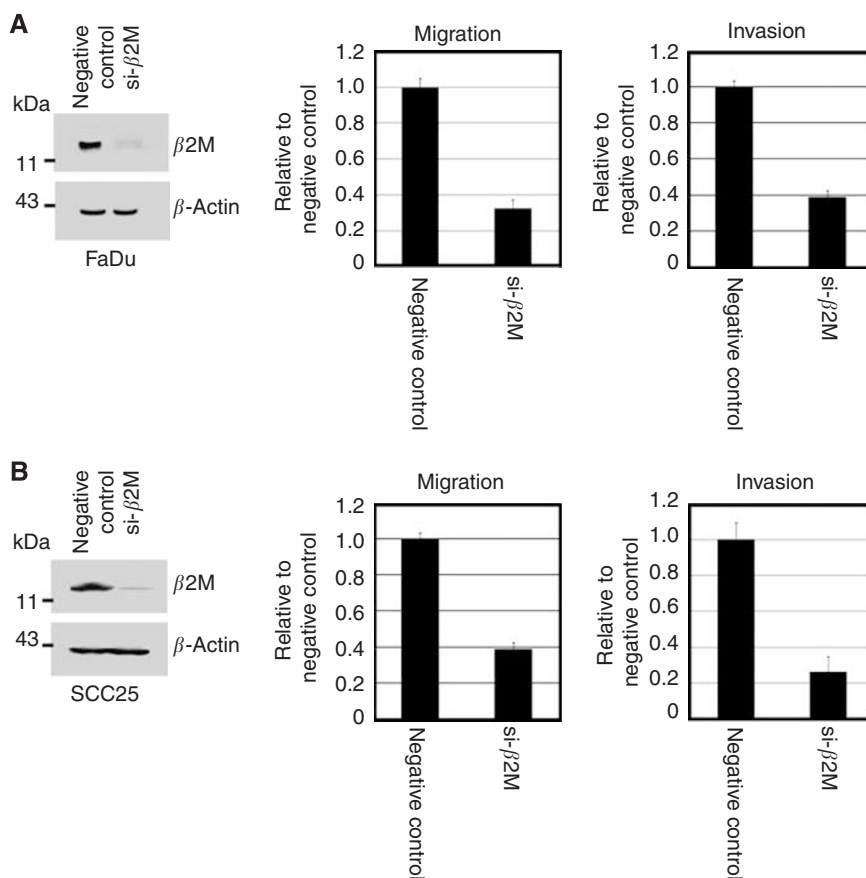 A
Negative
control
si-β2M
kDa
11
43
β2M
β-Actin
FaDu
Migration
Relative to
negative control
1.2
1.0
0.8
0.6
0.4
0.2
0
Negative control
si-β2M
Invasion
Relative to
negative control
1.2
1.0
0.8
0.6
0.4
0.2
0
Negative control
si-β2M
B
Negative
control
si-β2M
kDa
11
43
β2M
β-Actin
SCC25
Migration
Relative to
negative control
1.2
1.0
0.8
0.6
0.4
0.2
0
Negative control
si-β2M
Invasion
Relative to
negative control
1.2
1.0
0.8
0.6
0.4
0.2
0
Negative control
si-β2M